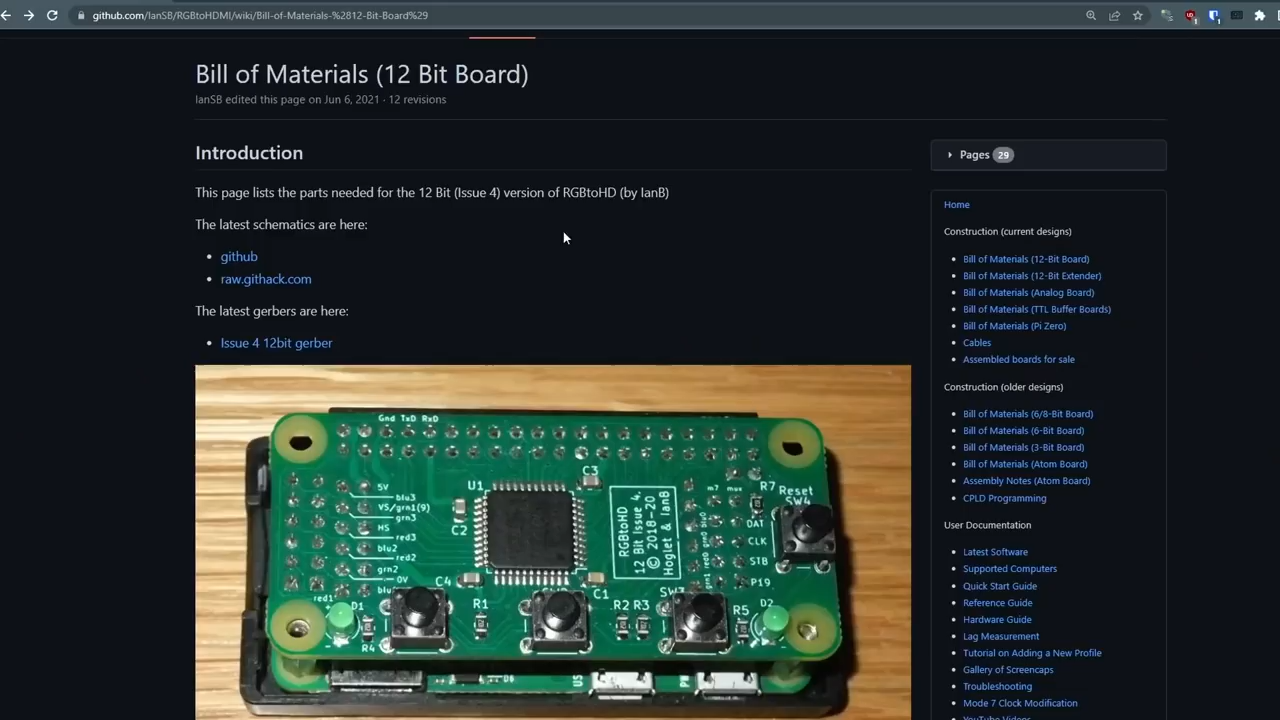 github.com/IanSB/RGBtoHDMI/wiki/Bill-of-Materials-%2812-Bit-Board%29
Bill of Materials (12 Bit Board)
IanSB edited this page on Jun 6, 2021 · 12 revisions
Introduction
This page lists the parts needed for the 12 Bit (Issue 4) version of RGBtoHD (by IanB)
The latest schematics are here:
github
raw.githack.com
The latest gerbers are here:
Issue 4 12bit gerber
Gnd TxD RxD
C3
U1
5V
blu3
VS/grn1(9)
grn3
HS
red3
blu2
red2
grn2
0V
blu
red1
D1
C2
C4
R4
R1
C1
R2 R3
R5
D2
RGBtoHD
12 Bit Issue 4.
© 2018-20
Hoglet & IanB
m7 mux
R7
Reset
SW4
DAT
CLK
STB
P19
blu0
grn0
red0
grn1
Pages 29
Home
Construction (current designs)
Bill of Materials (12-Bit Board)
Bill of Materials (12-Bit Extender)
Bill of Materials (Analog Board)
Bill of Materials (TTL Buffer Boards)
Bill of Materials (Pi Zero)
Cables
Assembled boards for sale
Construction (older designs)
Bill of Materials (6/8-Bit Board)
Bill of Materials (6-Bit Board)
Bill of Materials (3-Bit Board)
Bill of Materials (Atom Board)
Assembly Notes (Atom Board)
CPLD Programming
User Documentation
Latest Software
Supported Computers
Quick Start Guide
Reference Guide
Hardware Guide
Lag Measurement
Tutorial on Adding a New Profile
Gallery of Screencaps
Troubleshooting
Mode 7 Clock Modification
YouTube Videos